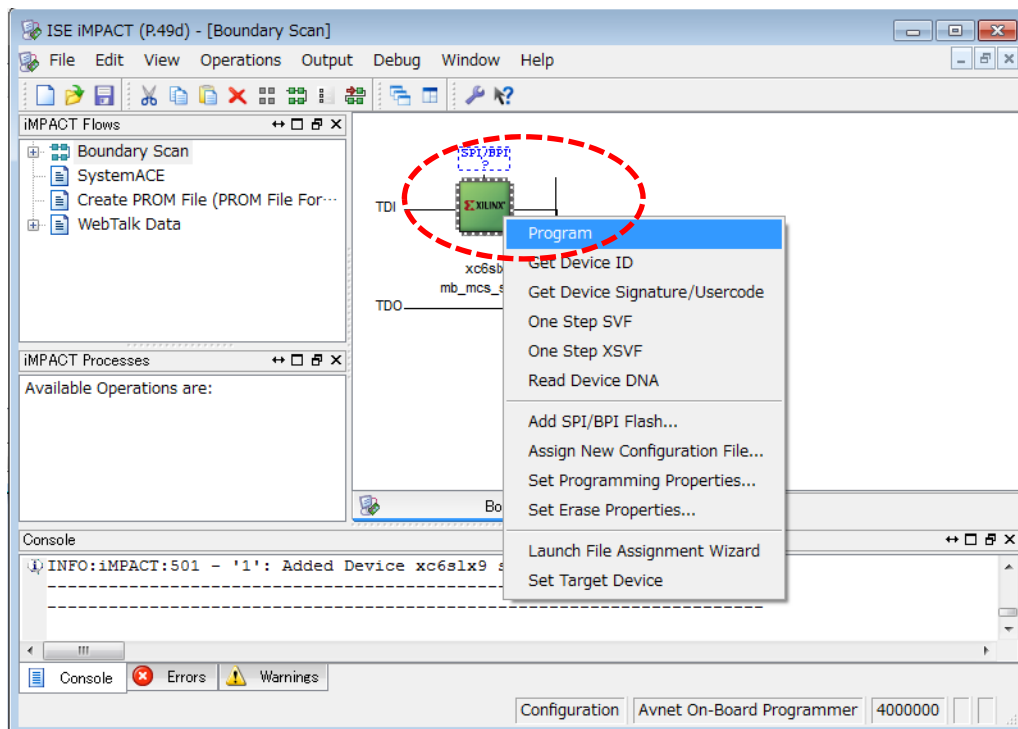 ISE iMPACT (P.49d) - [Boundary Scan]
File Edit View Operations Output Debug Window Help
iMPACT Flows
Boundary Scan
SystemACE
Create PROM File (PROM File For…
WebTalk Data
SPI/BPI
?
TDI
XILINX
xc6slx
mb_mcs_s
TDO
Program
Get Device ID
Get Device Signature/Usercode
One Step SVF
One Step XSVF
Read Device DNA
Add SPI/BPI Flash...
Assign New Configuration File...
Set Programming Properties...
Set Erase Properties...
Launch File Assignment Wizard
Set Target Device
iMPACT Processes
Available Operations are:
Bo
Console
INFO:iMPACT:501 - '1': Added Device xc6slx9 s
----------------------------------------------------------------------
----------------------------------------------------------------------
Console Errors Warnings
Configuration Avnet On-Board Programmer 4000000